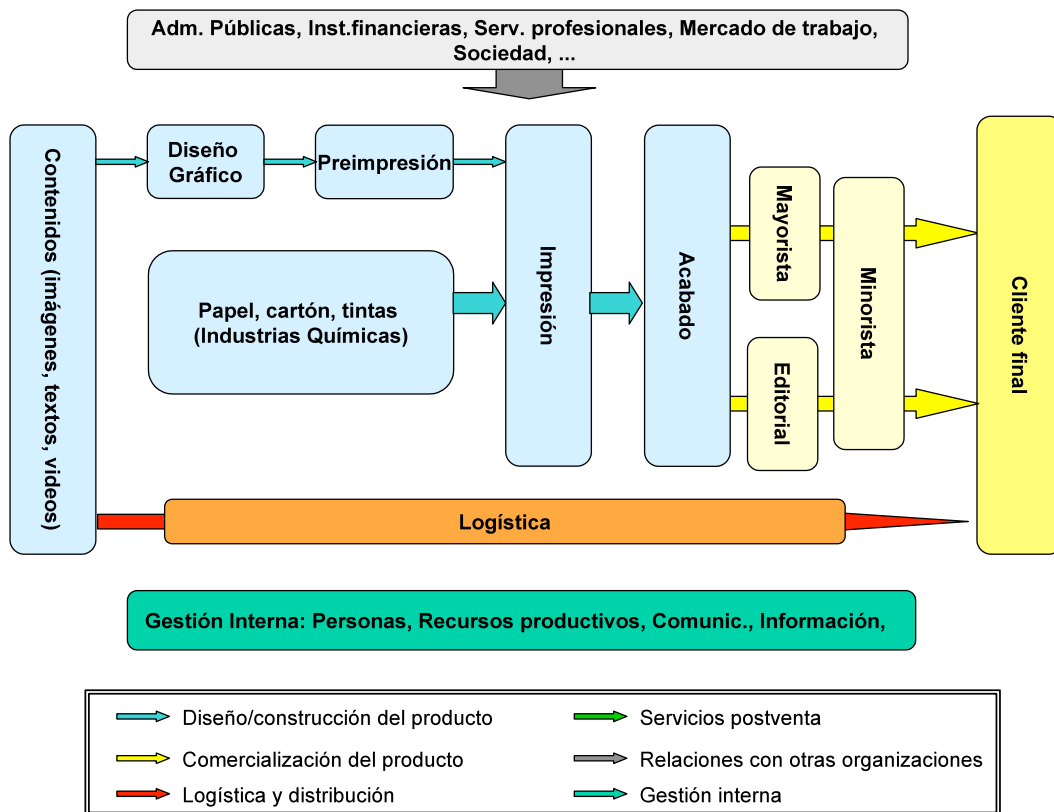 Adm. Públicas, Inst.financieras, Serv. profesionales, Mercado de trabajo,
Sociedad, ...
Contenidos (imágenes, textos, videos)
Diseño
Gráfico
Preimpresión
Papel, cartón, tintas
(Industrias Químicas)
Impresión
Acabado
Mayorista
Editorial
Minorista
Cliente final
Logística
Gestión Interna: Personas, Recursos productivos, Comunic., Información,
Diseño/construcción del producto
Servicios postventa
Comercialización del producto
Relaciones con otras organizaciones
Logística y distribución
Gestión interna